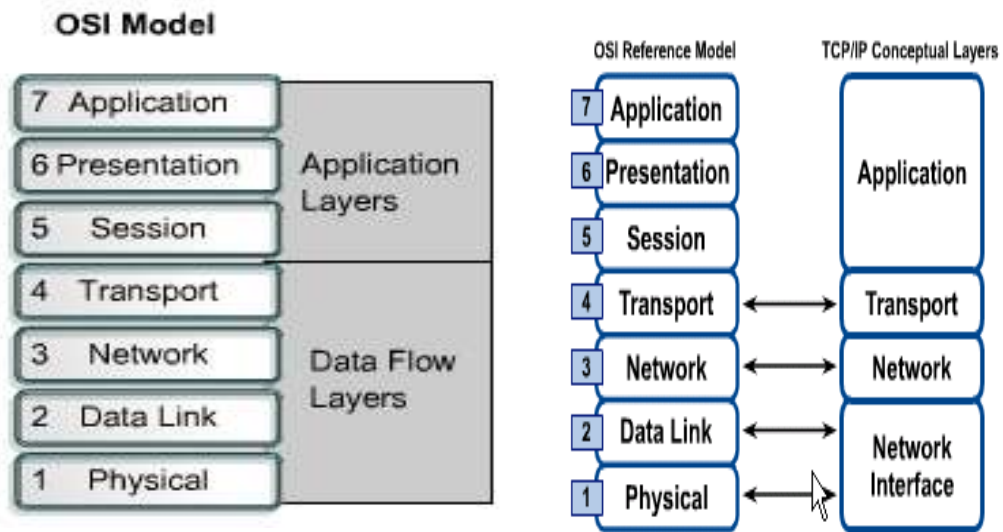 OSI Model
7 Application
6 Presentation
5 Session
4 Transport
3 Network
2 Data Link
1 Physical
Application
Layers
Data Flow
Layers
OSI Reference Model
7 Application
6 Presentation
5 Session
4 Transport
3 Network
2 Data Link
1 Physical
TCP/IP Conceptual Layers
Application
Transport
Network
Network
Interface